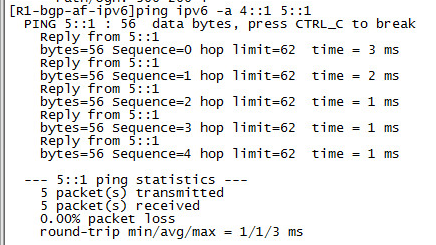 [R1-bgp-af-ipv6]ping ipv6 -a 4::1 5::1
PING 5::1 : 56  data bytes, press CTRL_C to break
Reply from 5::1
bytes=56 Sequence=0 hop limit=62  time = 3 ms
Reply from 5::1
bytes=56 Sequence=1 hop limit=62  time = 2 ms
Reply from 5::1
bytes=56 Sequence=2 hop limit=62  time = 1 ms
Reply from 5::1
bytes=56 Sequence=3 hop limit=62  time = 1 ms
Reply from 5::1
bytes=56 Sequence=4 hop limit=62  time = 1 ms
--- 5::1 ping statistics ---
5 packet(s) transmitted
5 packet(s) received
0.00% packet loss
round-trip min/avg/max = 1/1/3 ms